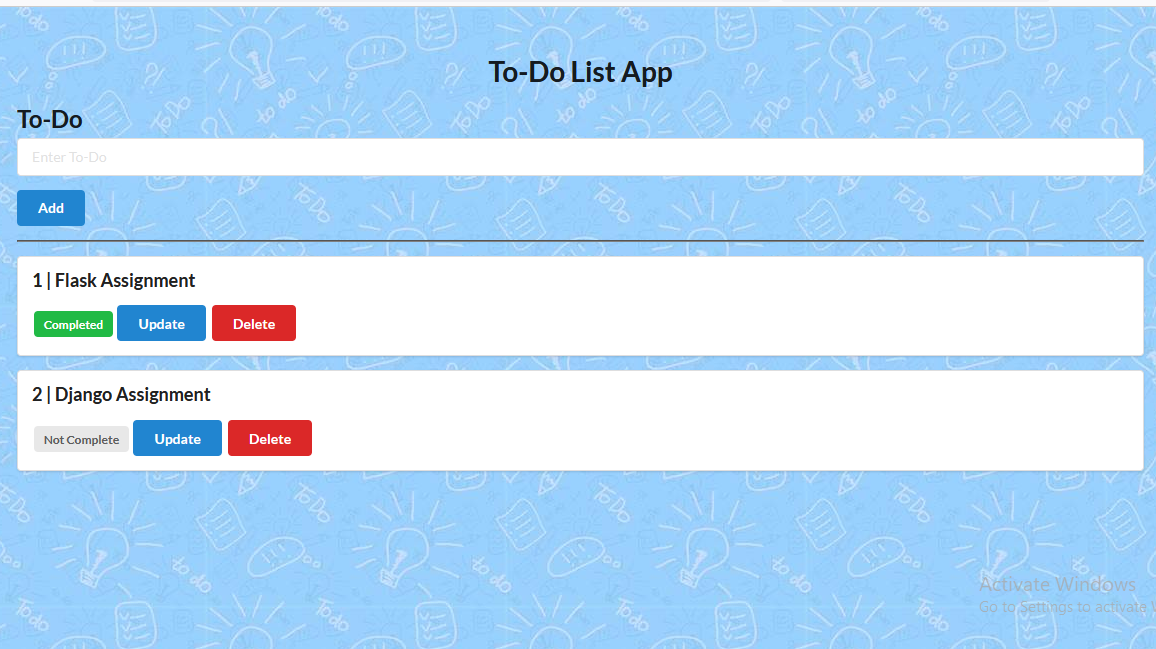 To-Do List App
To-Do
Enter To-Do
Add
1 | Flask Assignment
Completed Update Delete
2 | Django Assignment
Not Complete Update Delete
Activate Windows
Go to Settings to activate W